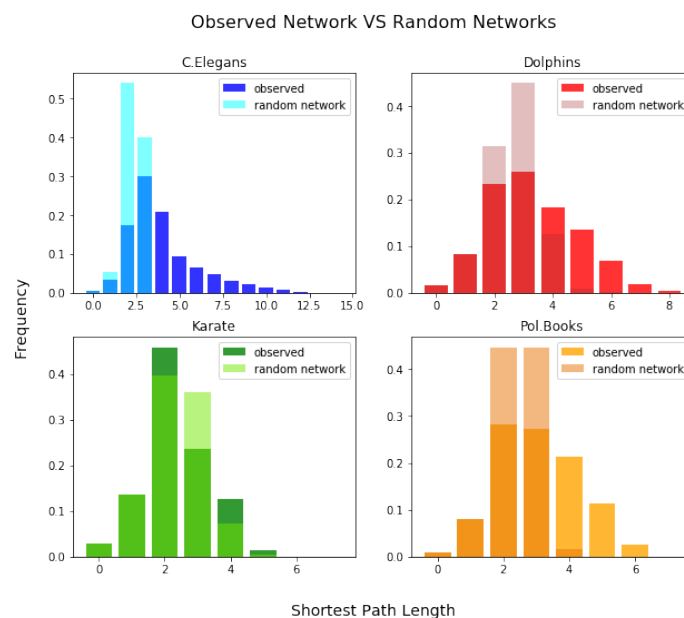 Observed Network VS Random Networks
C.Elegans
observed
random network
0.5
0.4
0.3
0.2
0.1
0.0
0.0 2.5 5.0 7.5 10.0 12.5 15.0
Dolphins
observed
random network
0.4
0.3
0.2
0.1
0.0
0 2 4 6 8
Karate
observed
random network
0.4
0.3
0.2
0.1
0.0
0 2 4 6
Pol.Books
observed
random network
0.4
0.3
0.2
0.1
0.0
0 2 4 6
Frequency
Shortest Path Length